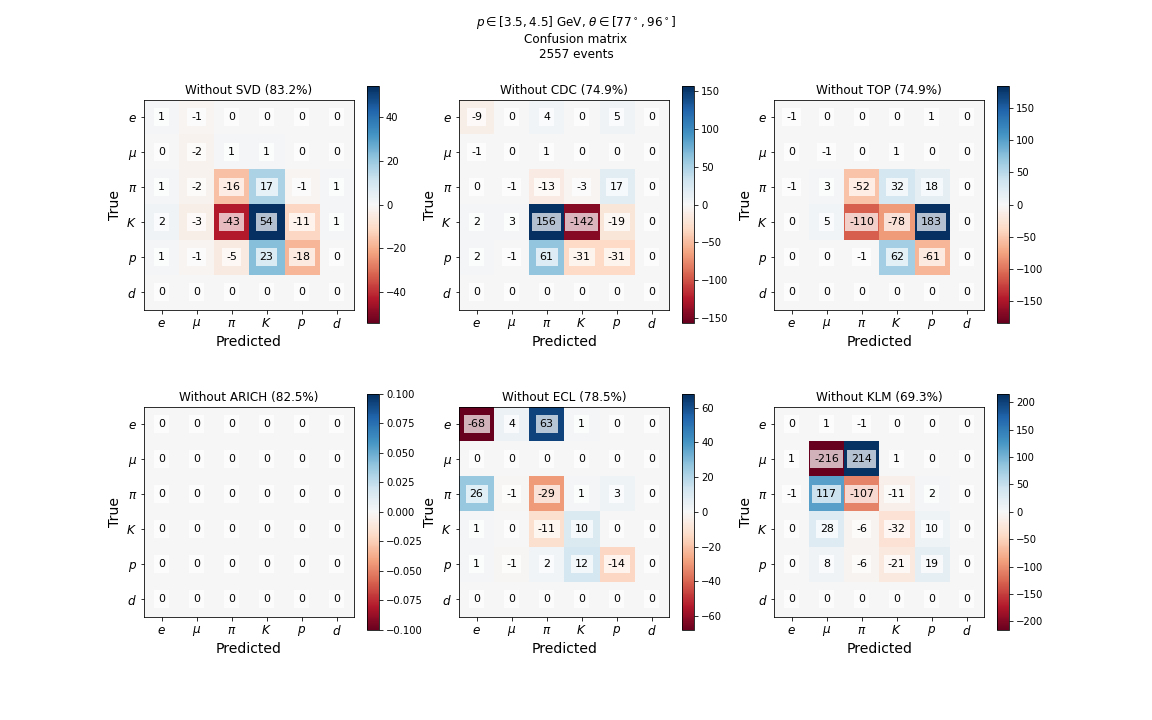 p ∈ [3.5, 4.5] GeV, θ ∈ [77°, 96°]
Confusion matrix
2557 events
Without SVD (83.2%)
e 1 -1 0 0 0 0
μ 0 -2 1 1 0 0
π 1 -2 -16 17 -1 1
K 2 -3 -43 54 -11 1
p 1 -1 -5 23 -18 0
d 0 0 0 0 0 0
e μ π K p d
True
Predicted
40
20
0
−20
−40
Without CDC (74.9%)
e -9 0 4 0 5 0
μ -1 0 1 0 0 0
π 0 -1 -13 -3 17 0
K 2 3 156 -142 -19 0
p 2 -1 61 -31 -31 0
d 0 0 0 0 0 0
e μ π K p d
True
Predicted
150
100
50
0
−50
−100
−150
Without TOP (74.9%)
e -1 0 0 0 1 0
μ 0 -1 0 1 0 0
π -1 3 -52 32 18 0
K 0 5 -110 -78 183 0
p 0 0 -1 62 -61 0
d 0 0 0 0 0 0
e μ π K p d
True
Predicted
150
100
50
0
−50
−100
−150
Without ARICH (82.5%)
e 0 0 0 0 0 0
μ 0 0 0 0 0 0
π 0 0 0 0 0 0
K 0 0 0 0 0 0
p 0 0 0 0 0 0
d 0 0 0 0 0 0
e μ π K p d
True
Predicted
0.100
0.075
0.050
0.025
0.000
−0.025
−0.050
−0.075
−0.100
Without ECL (78.5%)
e -68 4 63 1 0 0
μ 0 0 0 0 0 0
π 26 -1 -29 1 3 0
K 1 0 -11 10 0 0
p 1 -1 2 12 -14 0
d 0 0 0 0 0 0
e μ π K p d
True
Predicted
60
40
20
0
−20
−40
−60
Without KLM (69.3%)
e 0 1 -1 0 0 0
μ 1 -216 214 1 0 0
π -1 117 -107 -11 2 0
K 0 28 -6 -32 10 0
p 0 8 -6 -21 19 0
d 0 0 0 0 0 0
e μ π K p d
True
Predicted
200
150
100
50
0
−50
−100
−150
−200